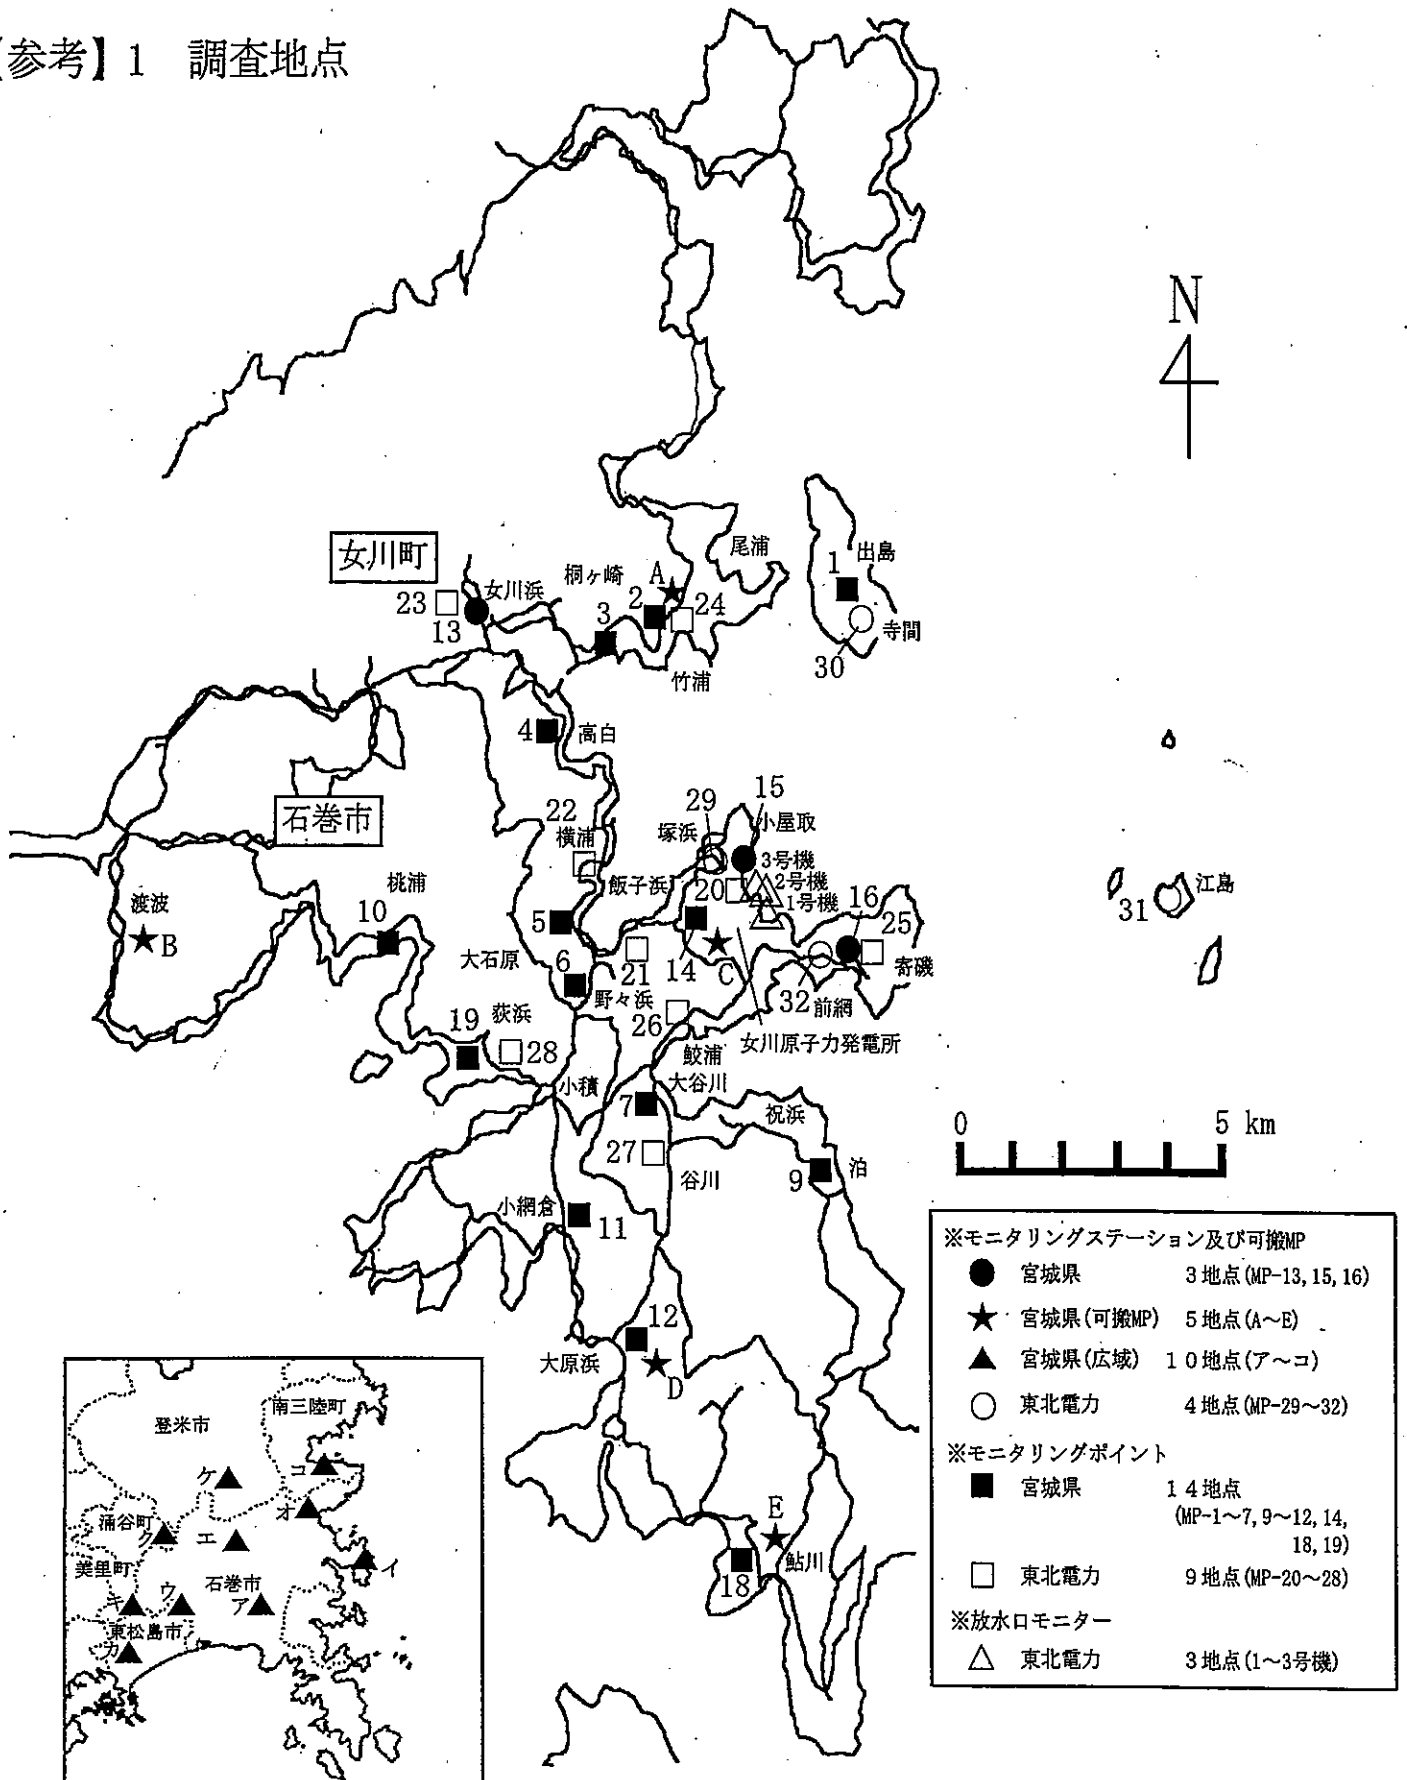 【参考】1　調査地点
N
女川町
尾浦
出島
1
桐ヶ崎
A
女川浜
23
13
3
2
24
寺間
30
竹浦
4
高白
石巻市
22
横浦
29
15
塚浜
小屋取
3号機
2号機
1号機
飯子浜
20
桃浦
10
渡波
B
5
16
25
江島
31
大石原
6
21
14
C
寄磯
野々浜
32
前網
荻浜
19
28
26
鮫浦
女川原子力発電所
小積
大谷川
7
祝浜
0
5 km
27
谷川
9
泊
小網倉
11
12
大原浜
D
E
18
鮎川
※モニタリングステーション及び可搬MP
宮城県　3地点(MP-13,15,16)
宮城県(可搬MP)　5地点(A～E)
宮城県(広域)　10地点(ア～コ)
東北電力　4地点(MP-29～32)
※モニタリングポイント
宮城県　14地点
(MP-1～7,9～12,14,
18,19)
東北電力　9地点(MP-20～28)
※放水口モニター
東北電力　3地点(1～3号機)
南三陸町
登米市
ケ
コ
オ
涌谷町
ク
エ
イ
美里町
石巻市
キ
ウ
ア
東松島市
カ